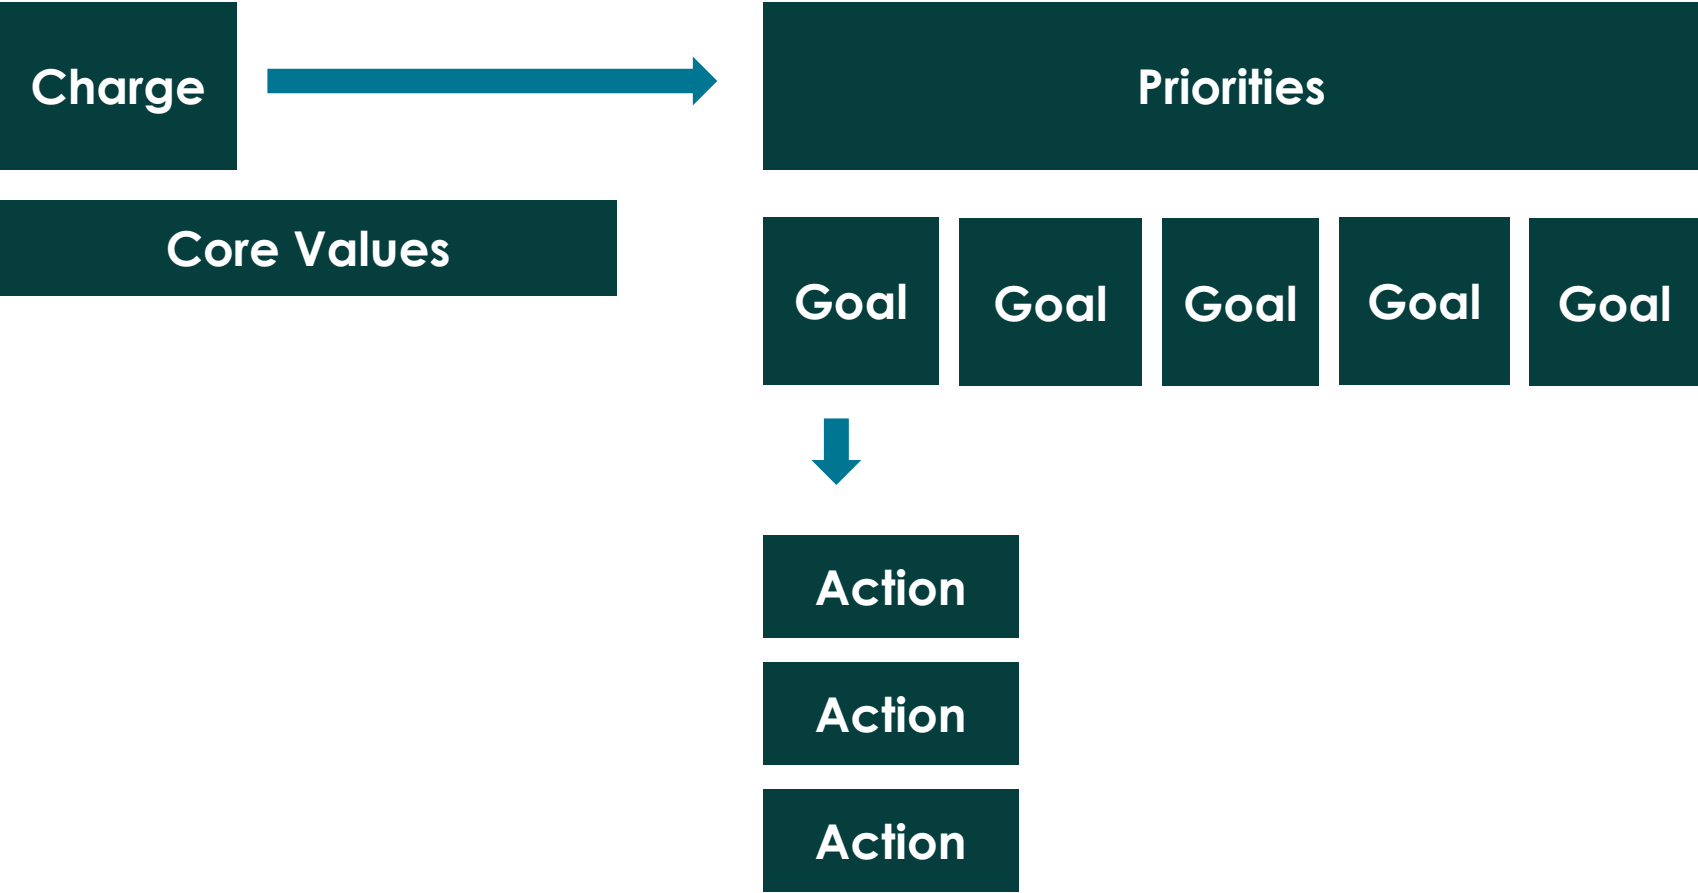 Charge
Priorities
Core Values
Goal
Goal
Goal
Goal
Goal
Action
Action
Action